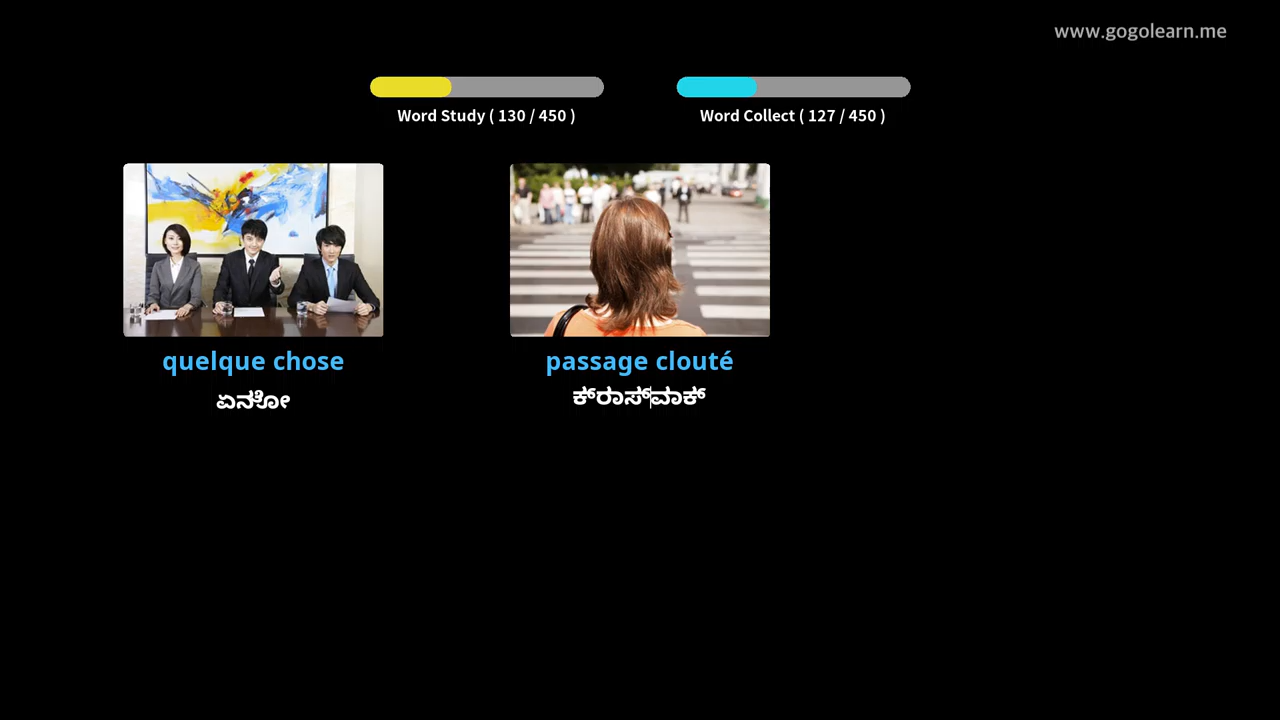 www.gogolearn.me
Word Study ( 130 / 450 )
Word Collect ( 127 / 450 )
quelque chose
passage clouté
ಏನೋ
ಕ್‌ರಾಸ್‌ವಾಕ್